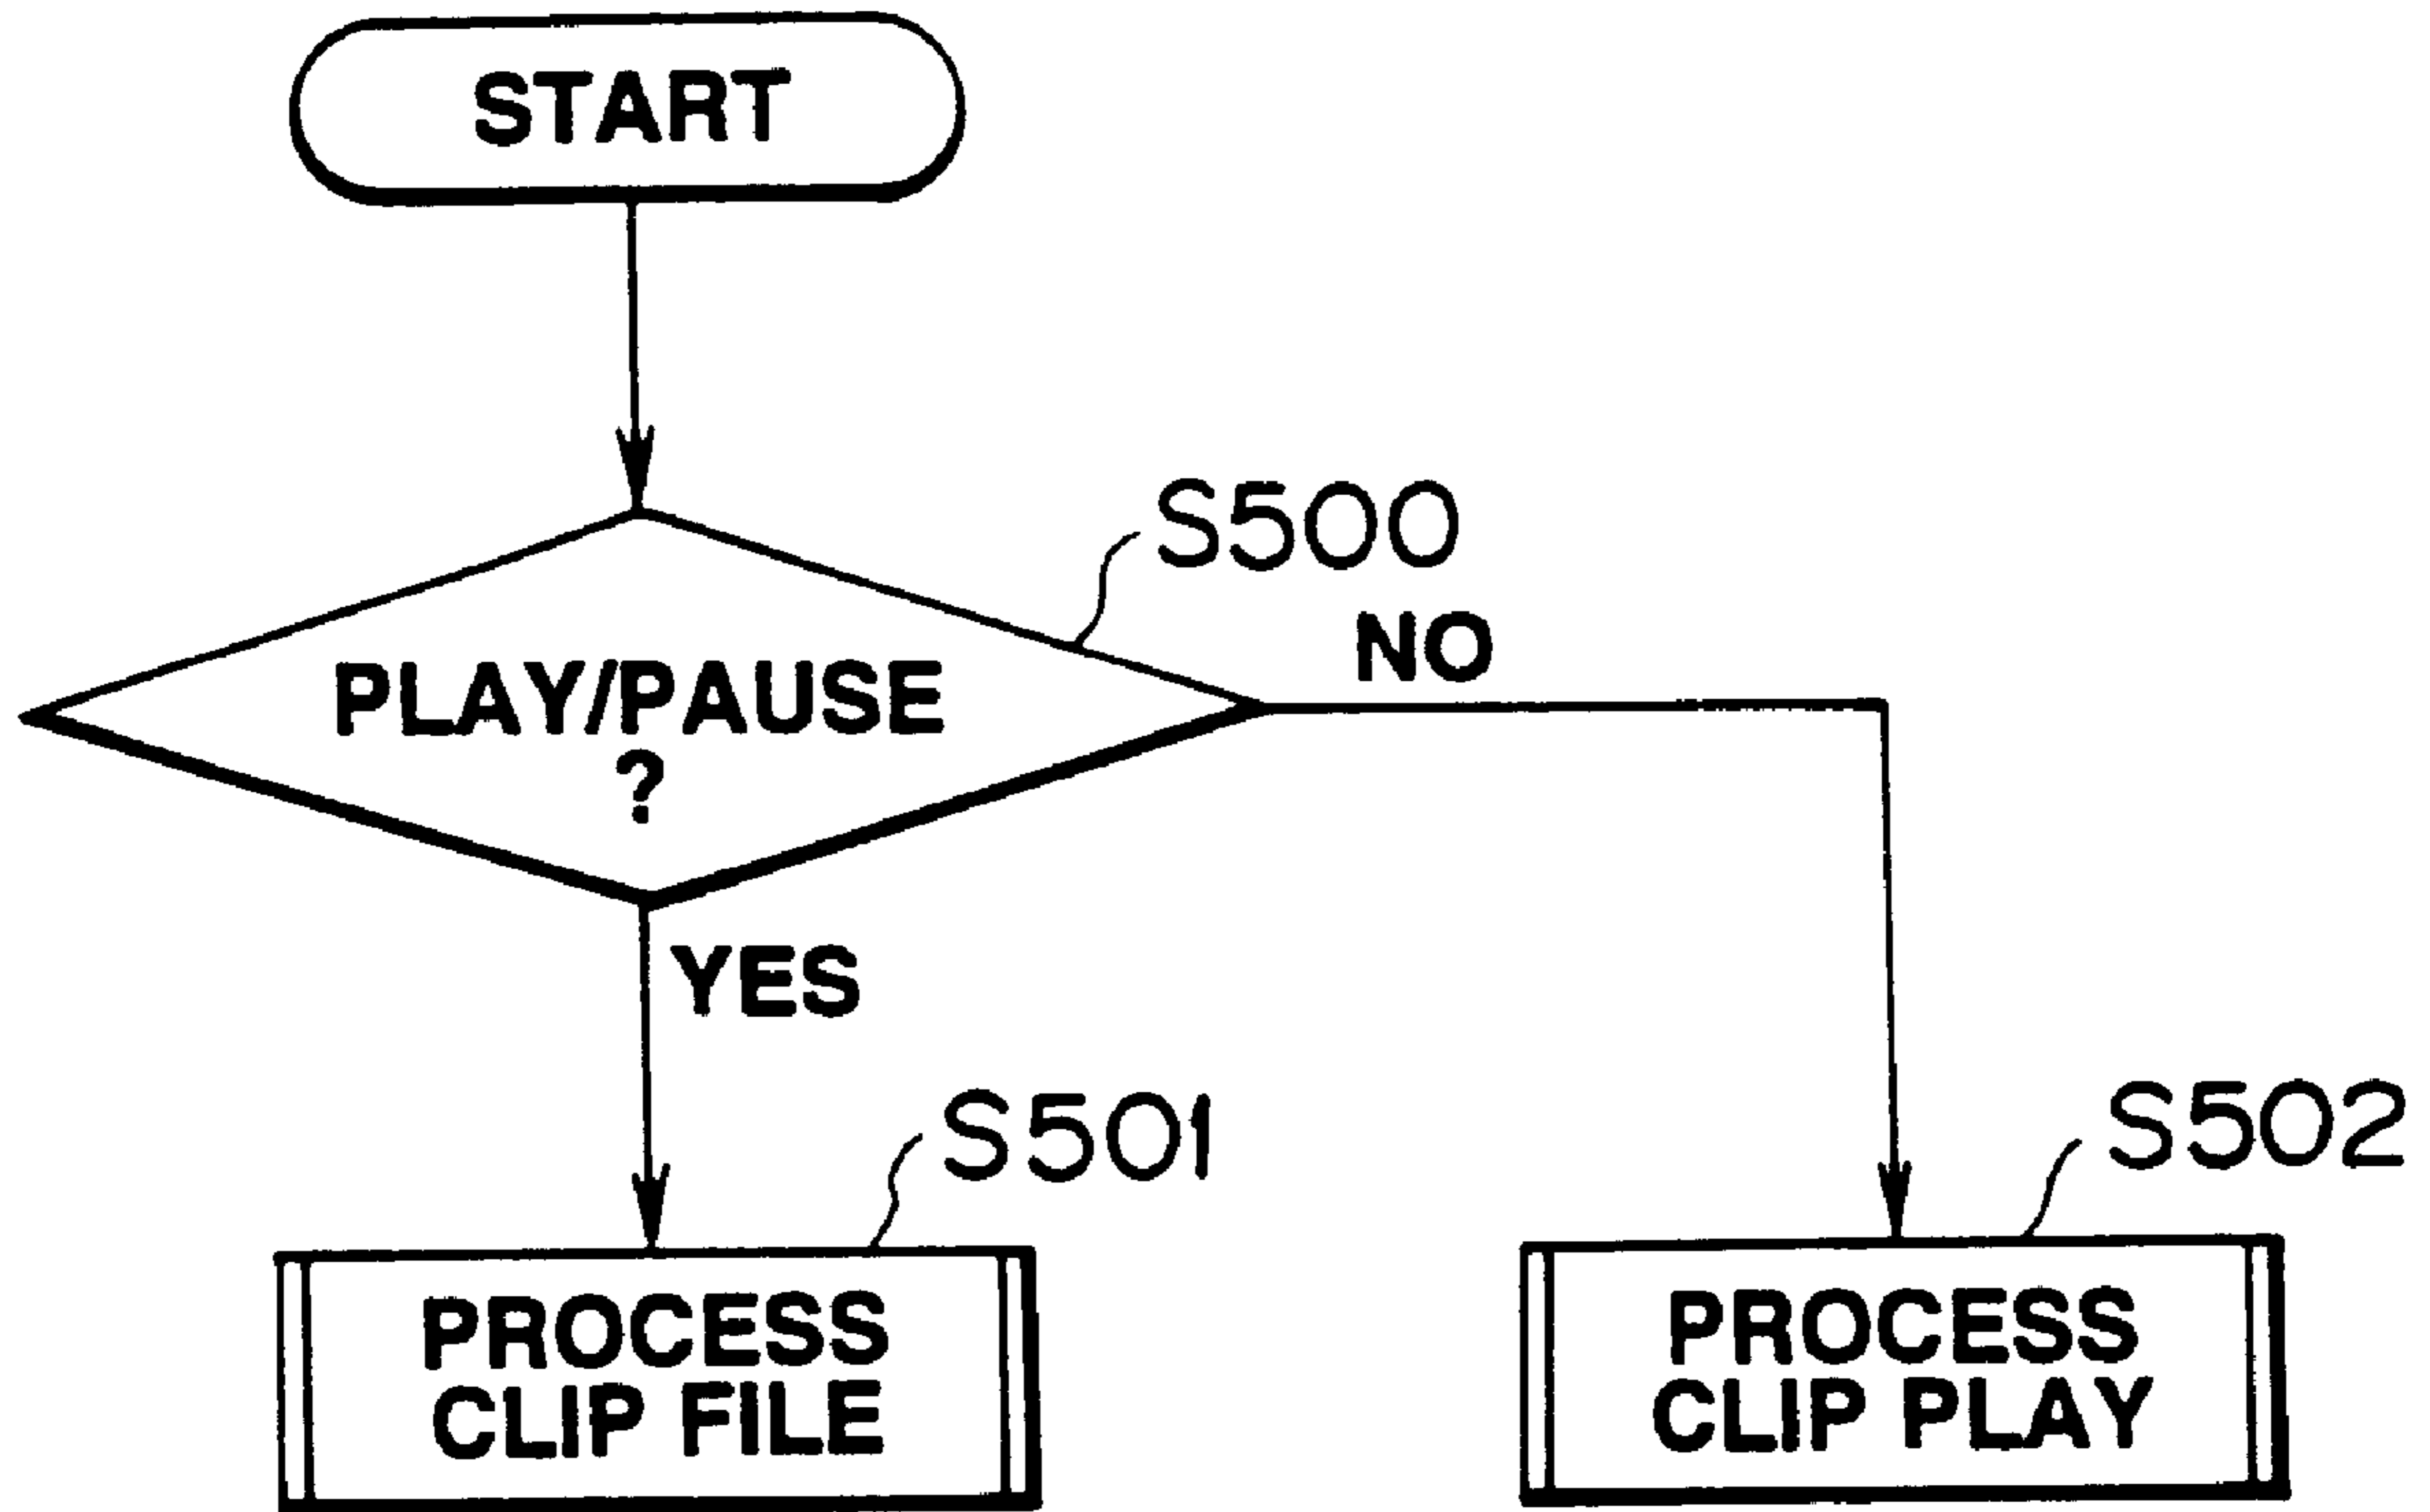 START
S500
NO
PLAY/PAUSE
?
YES
S501
S502
PROCESS
CLIP FILE
PROCESS
CLIP PLAY